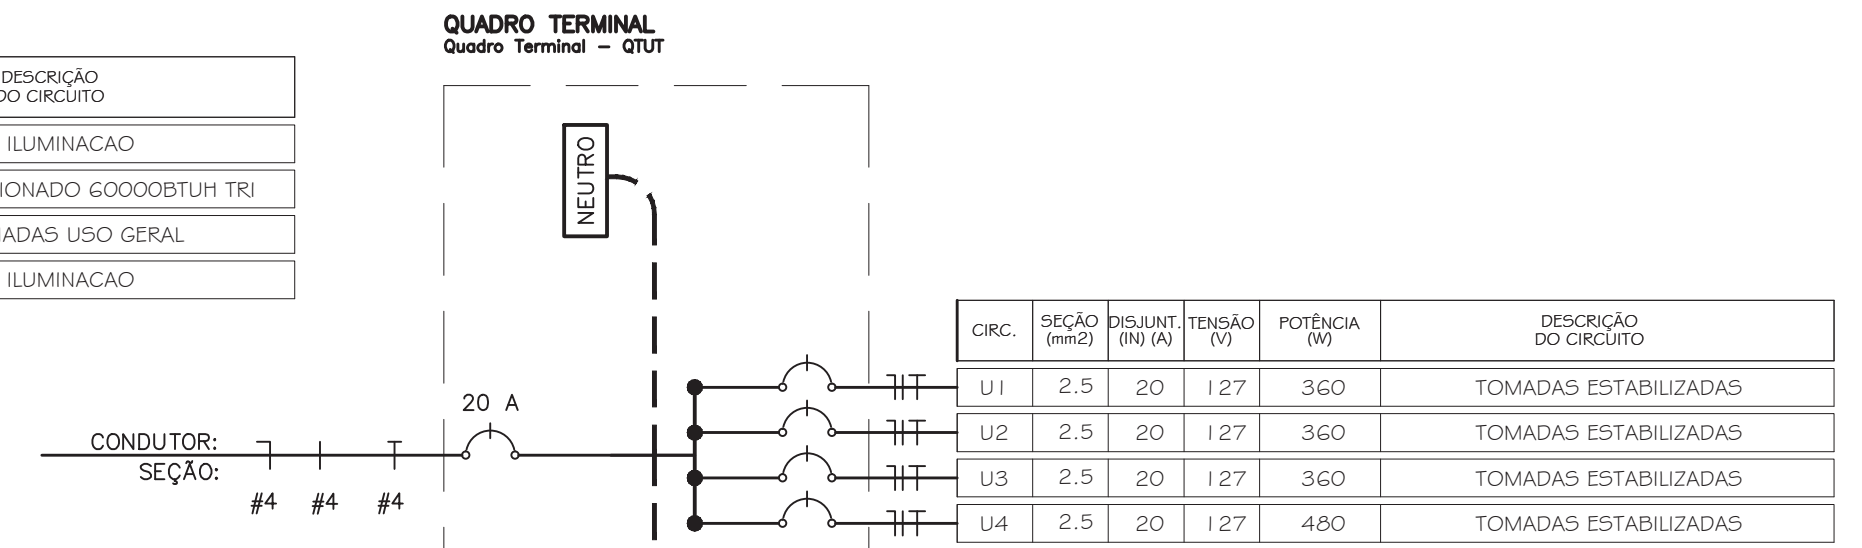 QUADRO TERMINAL
Quadro Terminal - QTUT
DESCRIÇÃO
DO CIRCUITO
ILUMINACAO
IONADO 60000BTUH TRI
ADAS USO GERAL
ILUMINACAO
NEUTRO
20 A
CONDUTOR:
SEÇÃO:
#4 #4 #4
CIRC. SEÇÃO (mm2) DISJUNT. (IN) (A) TENSÃO (V) POTÊNCIA (W) DESCRIÇÃO DO CIRCUITO
U1 2.5 20 127 360 TOMADAS ESTABILIZADAS
U2 2.5 20 127 360 TOMADAS ESTABILIZADAS
U3 2.5 20 127 360 TOMADAS ESTABILIZADAS
U4 2.5 20 127 480 TOMADAS ESTABILIZADAS